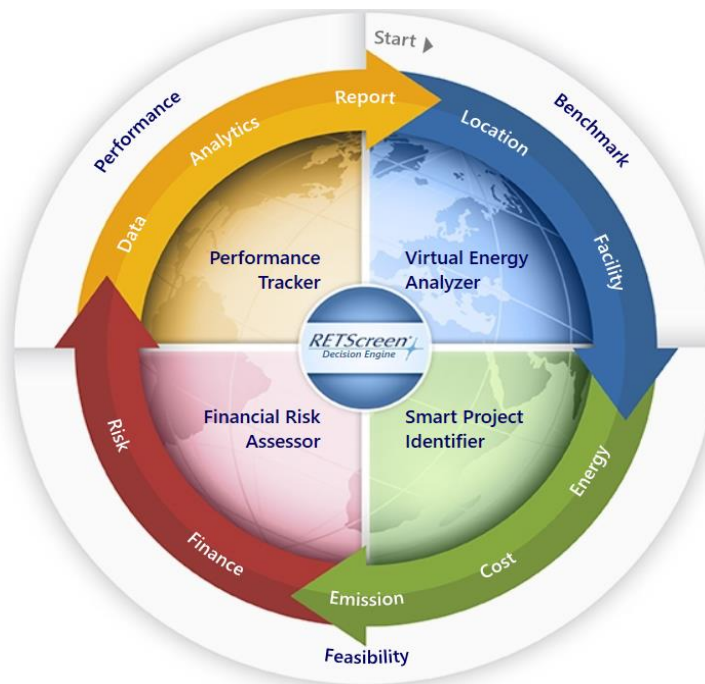 Start
Performance
Benchmark
Report
Analytics
Data
Location
Facility
Performance
Tracker
Virtual Energy
Analyzer
RETScreen
Decision Engine
Financial Risk
Assessor
Smart Project
Identifier
Risk
Finance
Energy
Cost
Emission
Feasibility